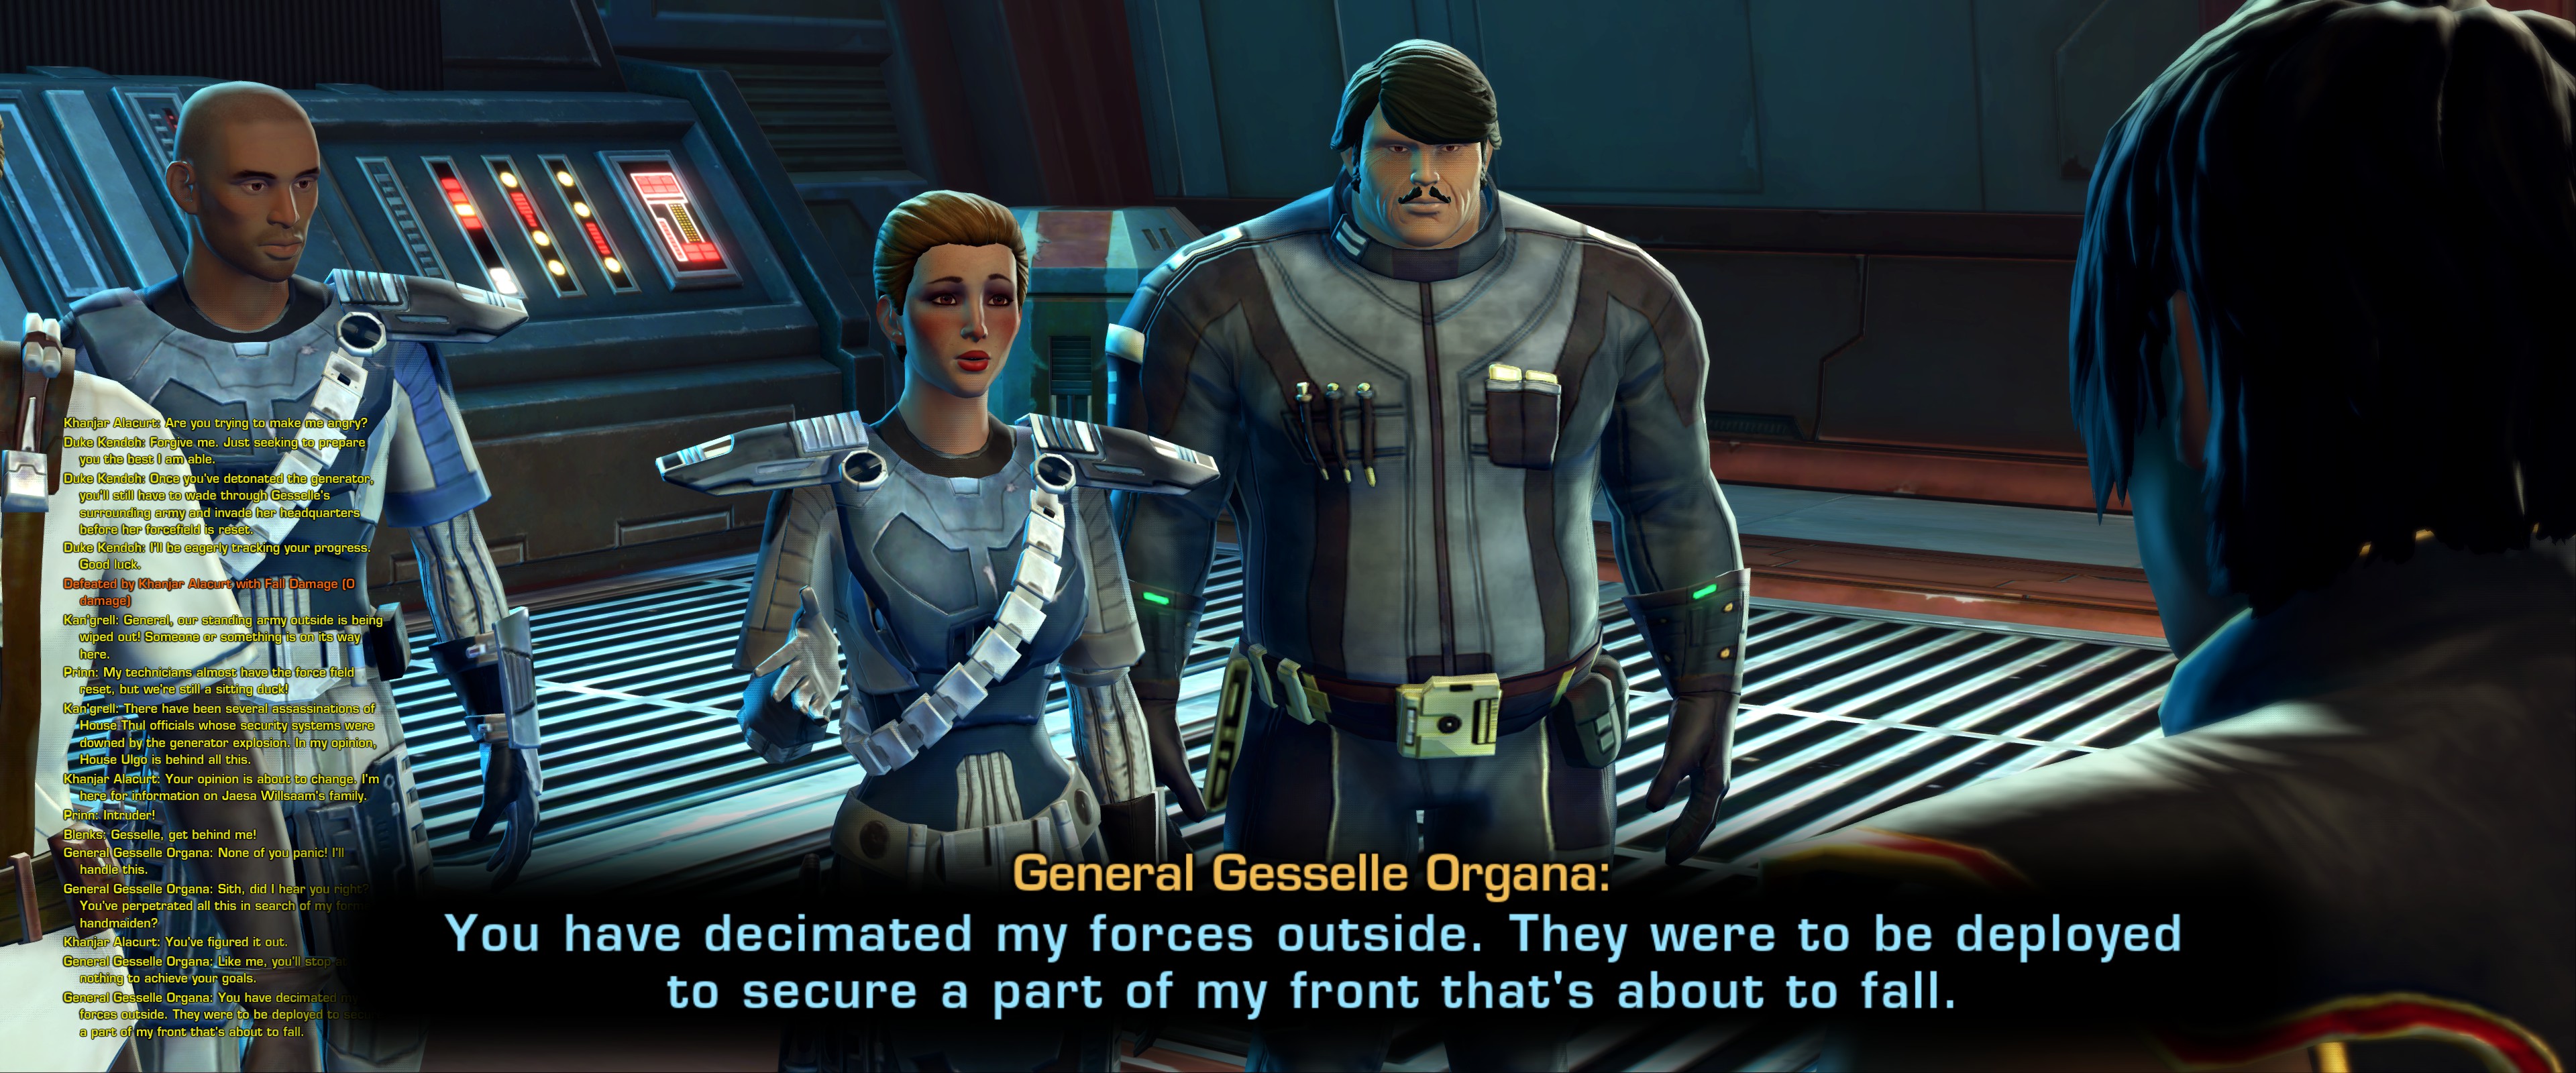 Khanjar Alacurt: Are you trying to make me angry?
Duke Kendoh: Forgive me. Just seeking to prepare
you the best I am able.
Duke Kendoh: Once you've detonated the generator,
you'll still have to wade through Gesselle's
surrounding army and invade her headquarters
before her forcefield is reset.
Duke Kendoh: I'll be eagerly tracking your progress.
Good luck.
Defeated by Khanjar Alacurt with Fall Damage (0
damage)
Kan'grell: General, our standing army outside is being
wiped out! Someone or something is on its way
here.
Prinn: My technicians almost have the force field
reset, but we're still a sitting duck!
Kan'grell: There have been several assassinations of
House Thul officials whose security systems were
downed by the generator explosion. In my opinion,
House Ulgo is behind all this.
Khanjar Alacurt: Your opinion is about to change. I'm
here for information on Jaesa Willsaam's family.
Prinn: Intruder!
Blenks: Gesselle, get behind me!
General Gesselle Organa: None of you panic! I'll
handle this.
General Gesselle Organa: Sith, did I hear you right?
You've perpetrated all this in search of my
handmaiden?
Khanjar Alacurt: You've figured it out.
General Gesselle Organa: Like me, you'll stop
nothing to achieve your goals.
General Gesselle Organa: You have decimated my
forces outside. They were to be deployed to
a part of my front that's about to fall.
General Gesselle Organa:
You have decimated my forces outside. They were to be deployed
to secure a part of my front that's about to fall.